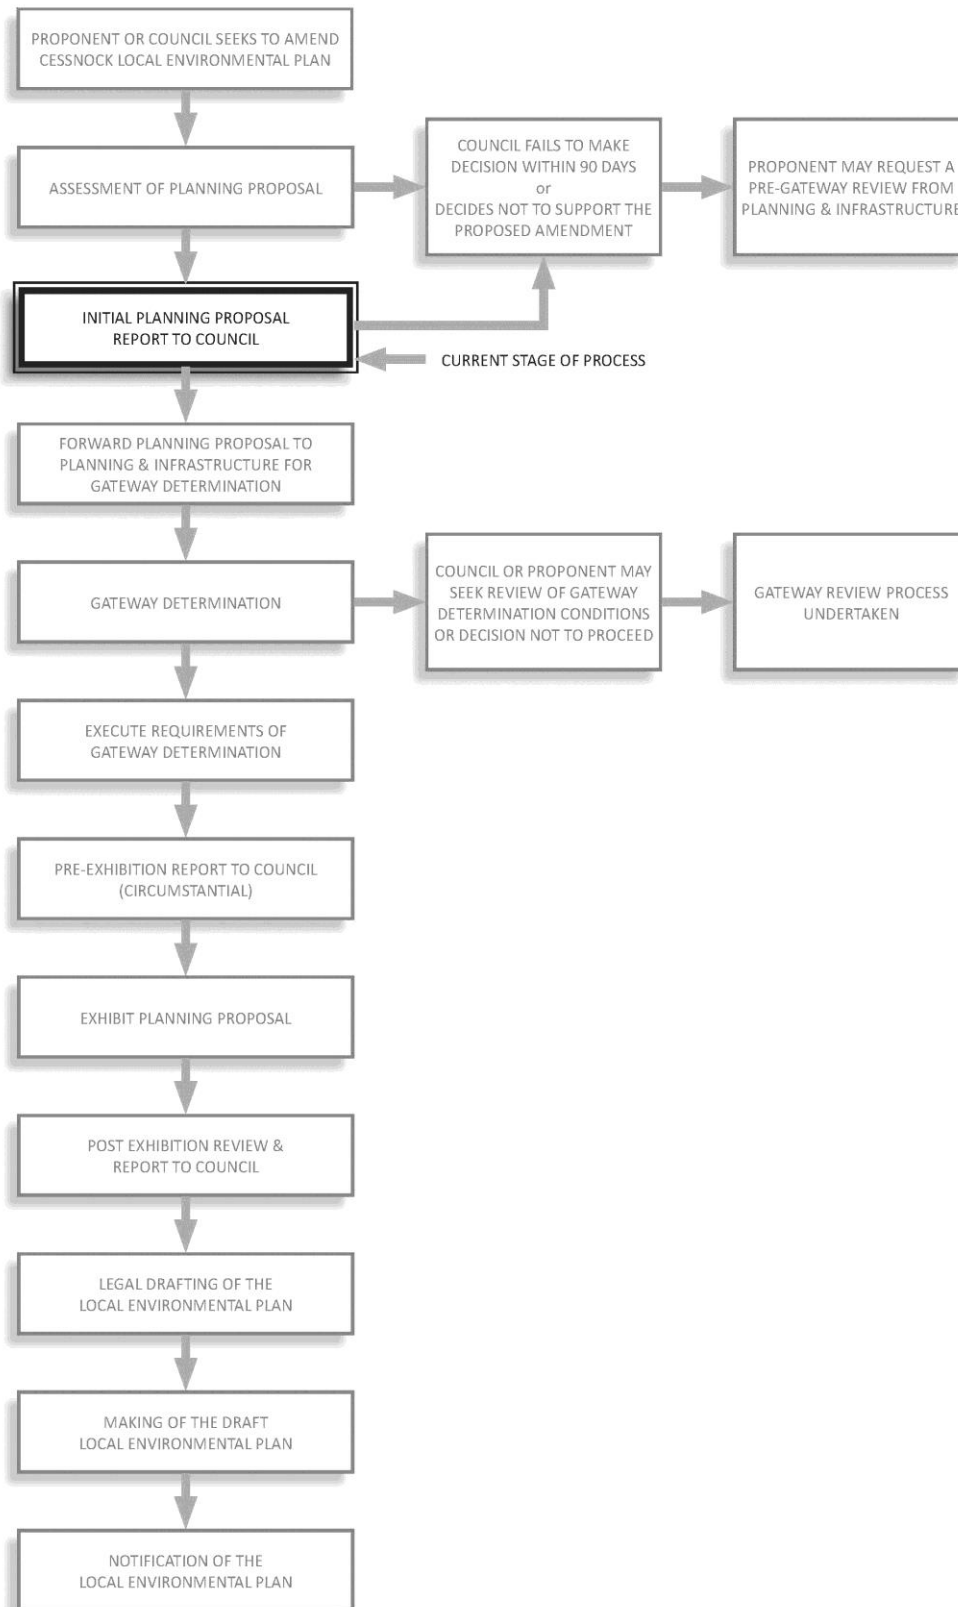 PROPONENT OR COUNCIL SEEKS TO AMEND
CESSNOCK LOCAL ENVIRONMENTAL PLAN
ASSESSMENT OF PLANNING PROPOSAL
COUNCIL FAILS TO MAKE
DECISION WITHIN 90 DAYS
or
DECIDES NOT TO SUPPORT THE
PROPOSED AMENDMENT
PROPONENT MAY REQUEST A
PRE-GATEWAY REVIEW FROM
PLANNING & INFRASTRUCTURE
INITIAL PLANNING PROPOSAL
REPORT TO COUNCIL
CURRENT STAGE OF PROCESS
FORWARD PLANNING PROPOSAL TO
PLANNING & INFRASTRUCTURE FOR
GATEWAY DETERMINATION
GATEWAY DETERMINATION
COUNCIL OR PROPONENT MAY
SEEK REVIEW OF GATEWAY
DETERMINATION CONDITIONS
OR DECISION NOT TO PROCEED
GATEWAY REVIEW PROCESS
UNDERTAKEN
EXECUTE REQUIREMENTS OF
GATEWAY DETERMINATION
PRE-EXHIBITION REPORT TO COUNCIL
(CIRCUMSTANTIAL)
EXHIBIT PLANNING PROPOSAL
POST EXHIBITION REVIEW &
REPORT TO COUNCIL
LEGAL DRAFTING OF THE
LOCAL ENVIRONMENTAL PLAN
MAKING OF THE DRAFT
LOCAL ENVIRONMENTAL PLAN
NOTIFICATION OF THE
LOCAL ENVIRONMENTAL PLAN